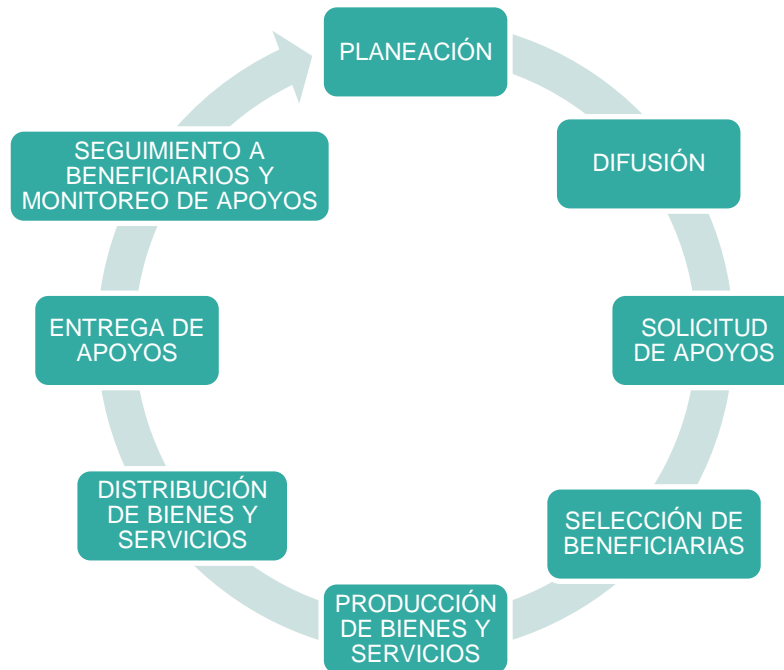 PLANEACIÓN
DIFUSIÓN
SOLICITUD
DE APOYOS
SELECCIÓN DE
BENEFICIARIAS
PRODUCCIÓN
DE BIENES Y
SERVICIOS
DISTRIBUCIÓN
DE BIENES Y
SERVICIOS
ENTREGA DE
APOYOS
SEGUIMIENTO A
BENEFICIARIOS Y
MONITOREO DE APOYOS